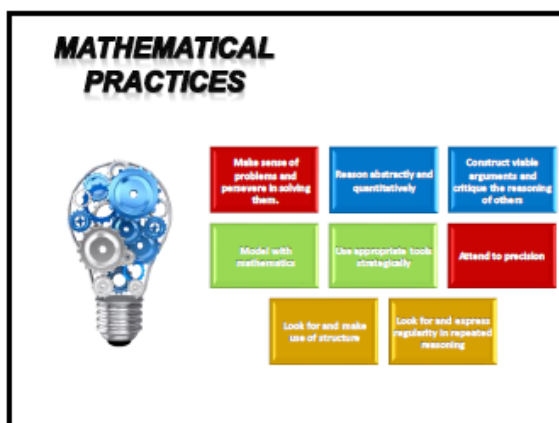 MATHEMATICAL
PRACTICES
Make sense of
problems and
persevere in solving
them.
Reason abstractly and
quantitatively
Construct viable
arguments and
critique the reasoning
of others
Model with
mathematics
Use appropriate tools
strategically
Attend to precision
Look for and make
use of structure
Look for and express
regularity in repeated
reasoning